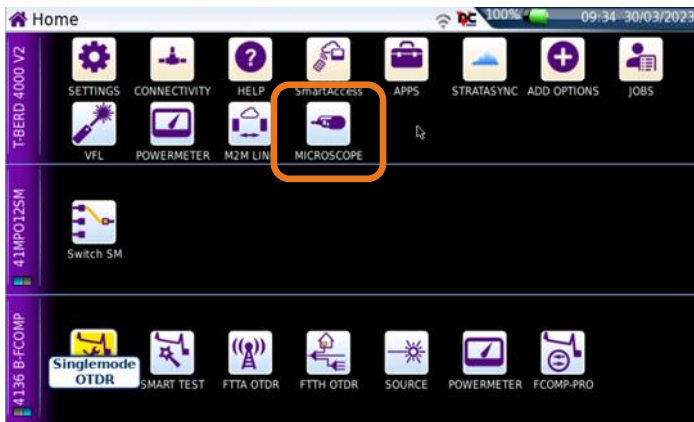 Home
100%
09:34 30/03/2023
T-BERD 4000 V2
SETTINGS CONNECTIVITY HELP SmartAccess APPS STRATASYNC ADD OPTIONS JOBS
VFL POWERMETER M2M LIN MICROSCOPE
41MPO12SM
Switch SM
4136 B-FCOMP
Singlemode
OTDR
SMART TEST FTTA OTDR FTTH OTDR SOURCE POWERMETER FCOMP-PRO